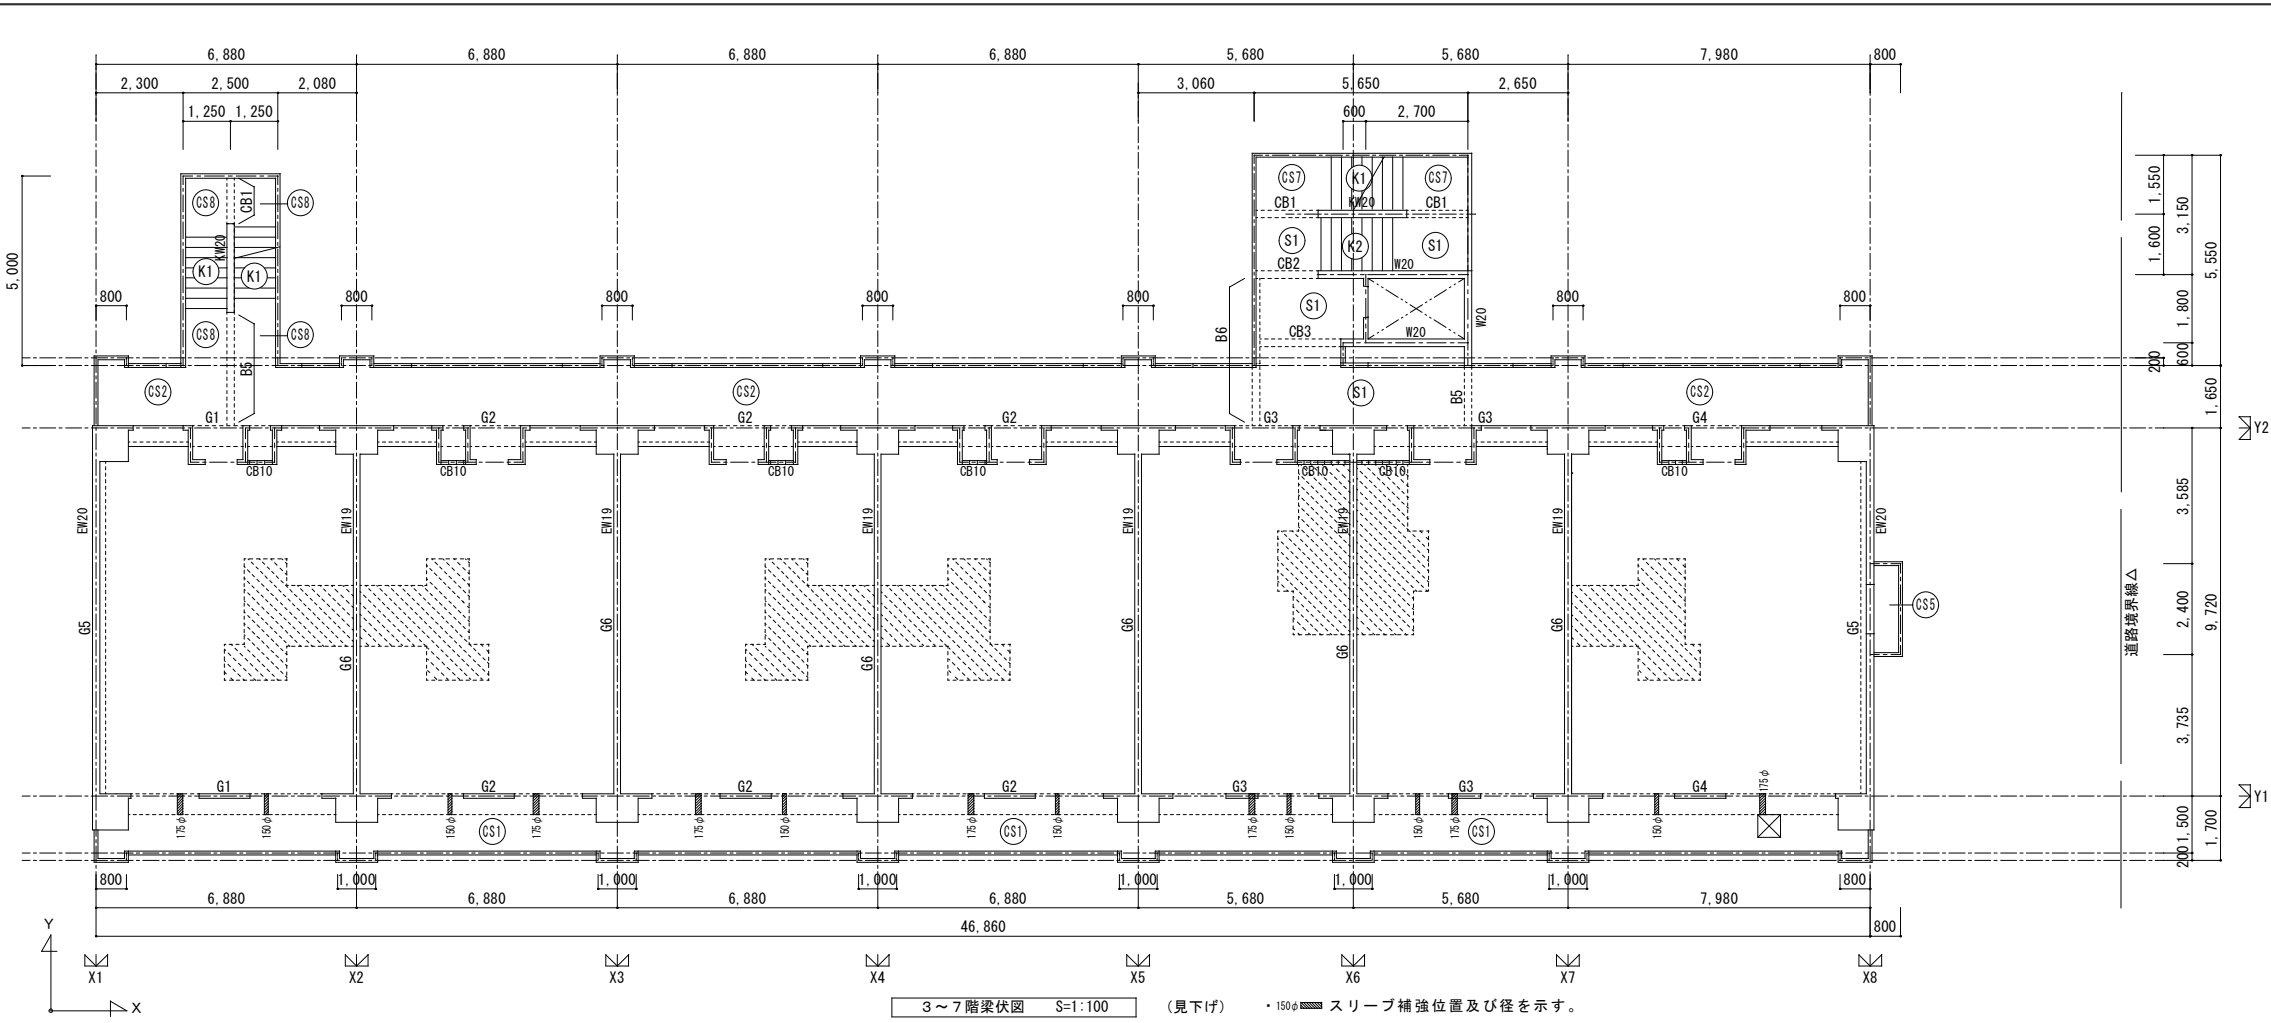 6,880 6,880 6,880 6,880 5,680 5,680 7,980 800
2,300 2,500 2,080 3,060 5,650 2,650
1,250 1,250 600 2,700
5,000
CS8 CB1 CS8
KW20
K1 K1
CS8 CS8
B5
CS7 K1 CS7
CB1 KW20 CB1
S1 K2 S1
CB2 W20
S1
CB3 W20 W20
B6
1,550 3,150
1,600 5,550
1,800
200 600
1,650
800 800 800 800 800 800 800
CS2 CS2 S1 B5 CS2
G1 G2 G2 G2 G3 G3 G4
Y2
CB10 CB10 CB10 CB10 CB10 CB10 CB10
EW20 EW19 EW19 EW19 EW19 EW19 EW19 EW20
3,585
2,400 9,720
3,735
道路境界線△
CS5
G5 G6 G6 G6 G6 G6 G6 G5
175φ
G1 G2 G2 G2 G3 G3 G4
Y1
175φ 150φ 150φ 175φ 175φ 150φ 175φ 150φ 175φ 150φ 150φ 175φ 150φ
CS1 CS1 CS1
1,500 1,700
200
800 1,000 1,000 1,000 1,000 1,000 1,000 800
6,880 6,880 6,880 6,880 5,680 5,680 7,980
46,860 800
Y
X
X1 X2 X3 X4 X5 X6 X7 X8
3～7階梁伏図 S=1:100 (見下げ) ・150φ スリーブ補強位置及び径を示す。